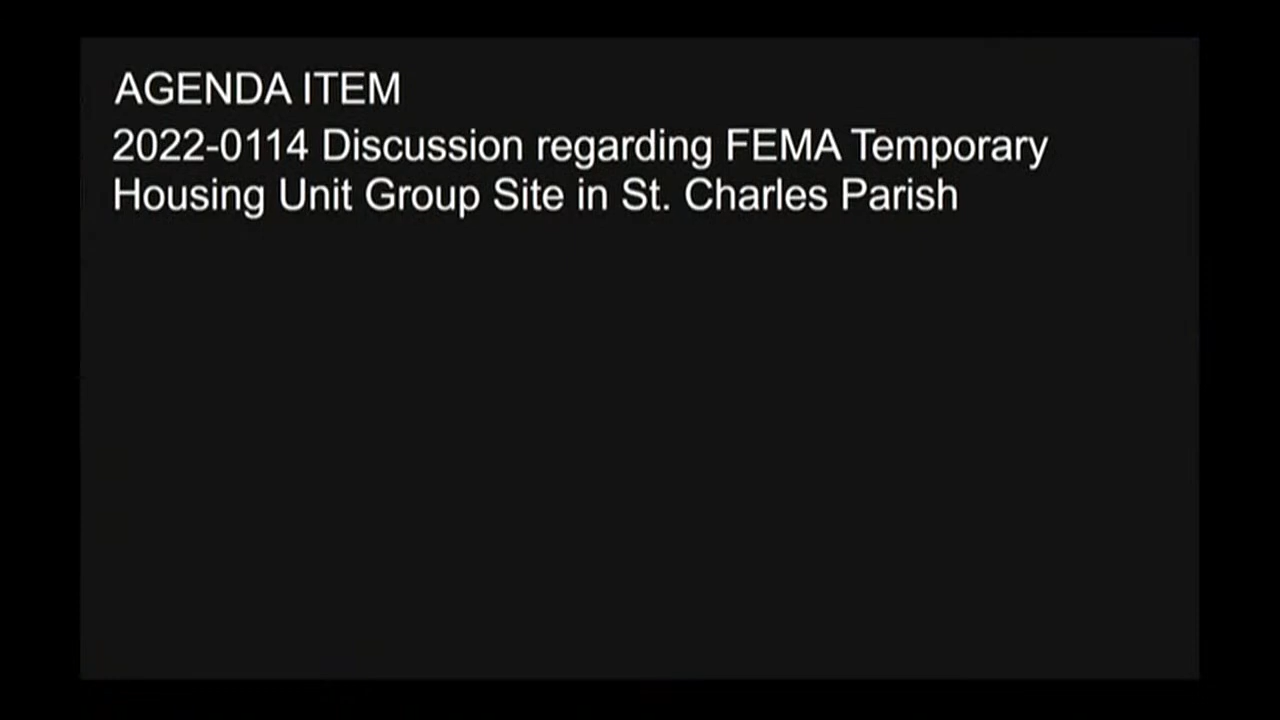 AGENDA ITEM
2022-0114 Discussion regarding FEMA Temporary
Housing Unit Group Site in St. Charles Parish